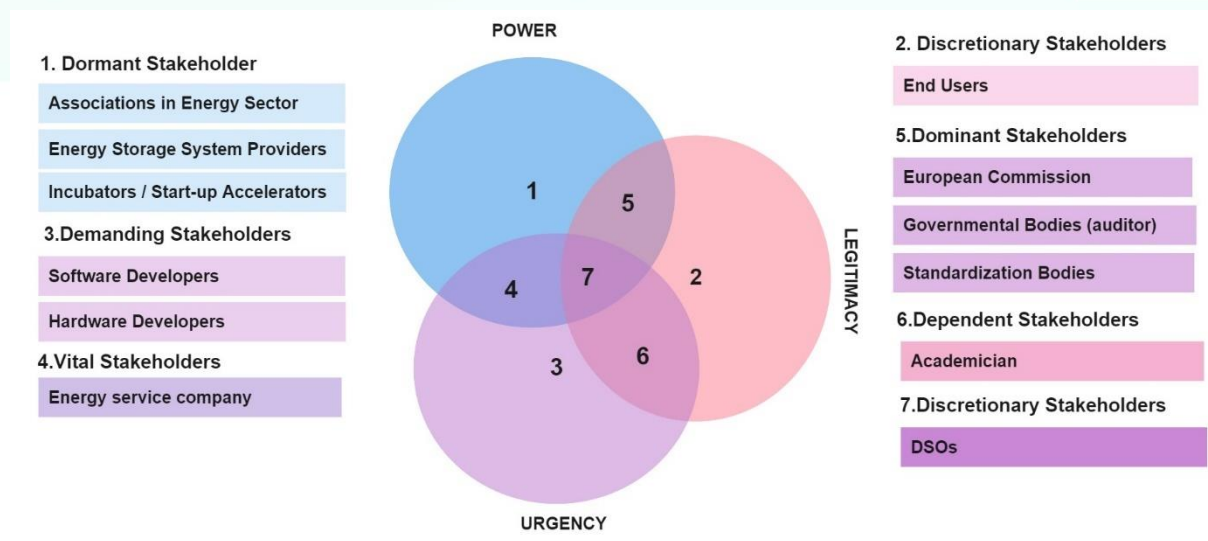 POWER
1. Dormant Stakeholder
Associations in Energy Sector
Energy Storage System Providers
Incubators / Start-up Accelerators
3.Demanding Stakeholders
Software Developers
Hardware Developers
4.Vital Stakeholders
Energy service company
1
5
4
7
2
3
6
LEGITIMACY
URGENCY
2. Discretionary Stakeholders
End Users
5.Dominant Stakeholders
European Commission
Governmental Bodies (auditor)
Standardization Bodies
6.Dependent Stakeholders
Academician
7.Discretionary Stakeholders
DSOs